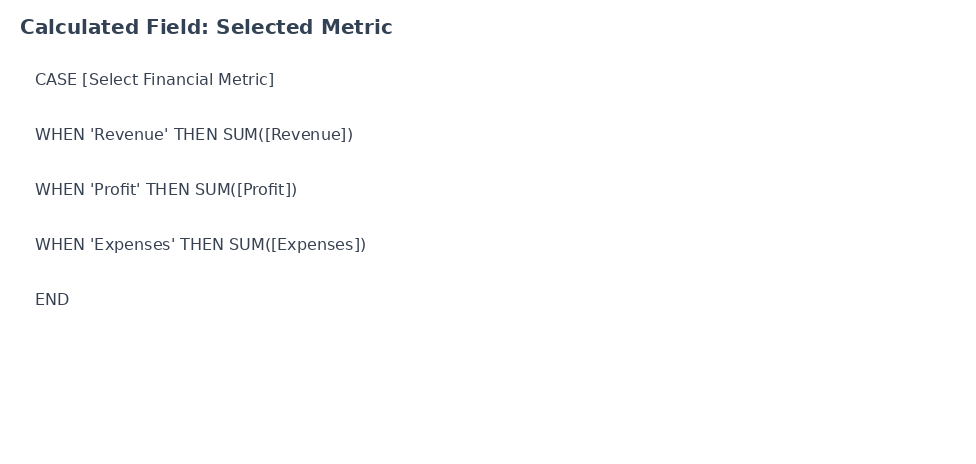 Calculated Field: Selected Metric
CASE [Select Financial Metric]
WHEN 'Revenue' THEN SUM([Revenue])
WHEN 'Profit' THEN SUM([Profit])
WHEN 'Expenses' THEN SUM([Expenses])
END